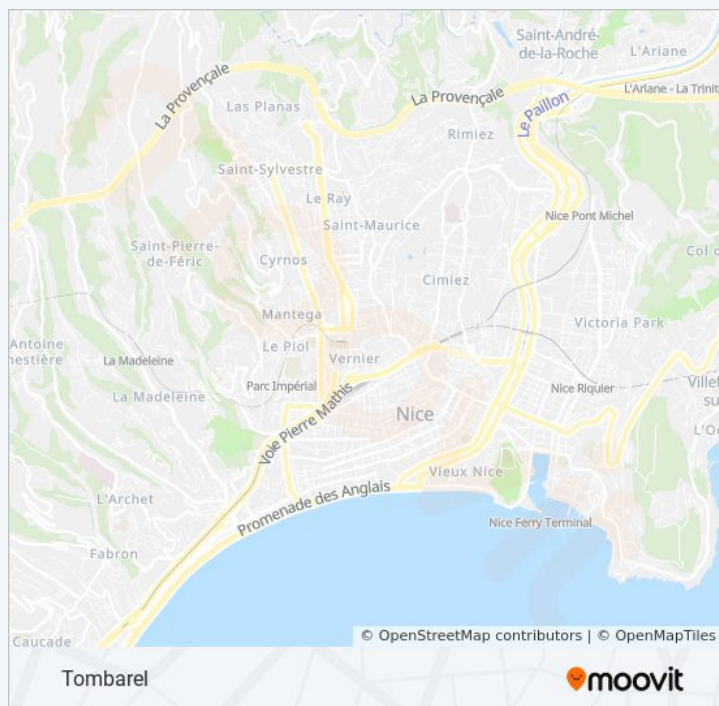 Saint-André-
de-la-Roche
L'Ariane
La Provençale
La Provençale
L'Ariane - La Trinit
Las Planas
Le Paillon
Rimiez
Saint-Sylvestre
Le Ray
Saint-Maurice
Nice Pont Michel
Saint-Pierre-
de-Féric
Cyrnos
Cimiez
Col d
Mantega
Victoria Park
Antoine
nestière
La Madeleine
Le Piol
Vernier
Parc Impérial
Nice Riquier
Villef
su
La Madeleine
Voie Pierre Mathis
Nice
L'O
Vieux Nice
L'Archet
Promenade des Anglais
Nice Ferry Terminal
Fabron
Caucade
© OpenStreetMap contributors | © OpenMapTiles
Tombarel
moovit